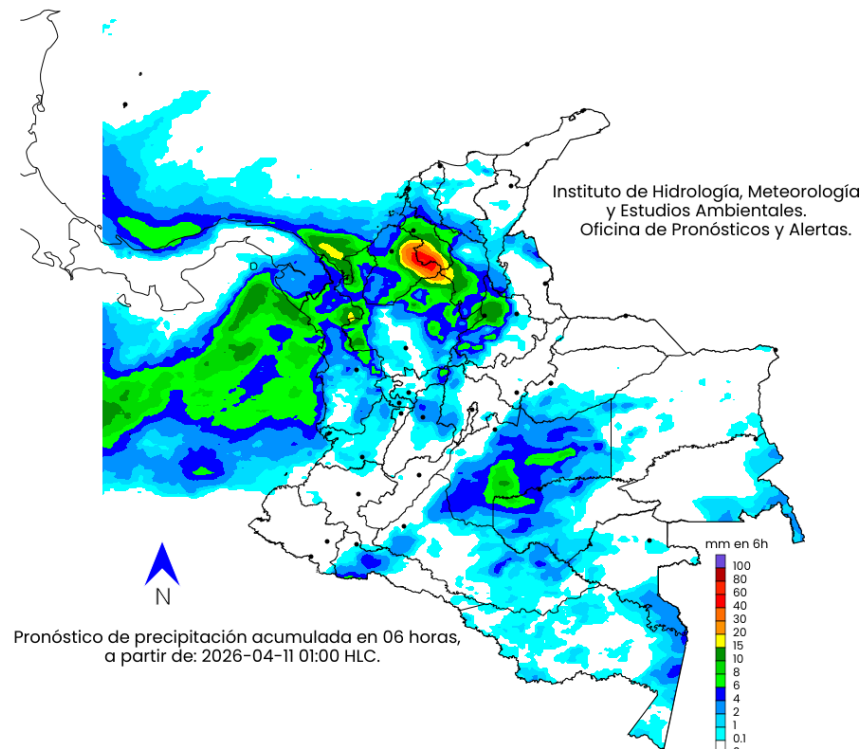 Instituto de Hidrología, Meteorología
y Estudios Ambientales.
Oficina de Pronósticos y Alertas.
N
mm en 6h
100
80
60
40
30
20
15
10
8
6
4
2
1
0.1
Pronóstico de precipitación acumulada en 06 horas,
a partir de: 2026-04-11 01:00 HLC.